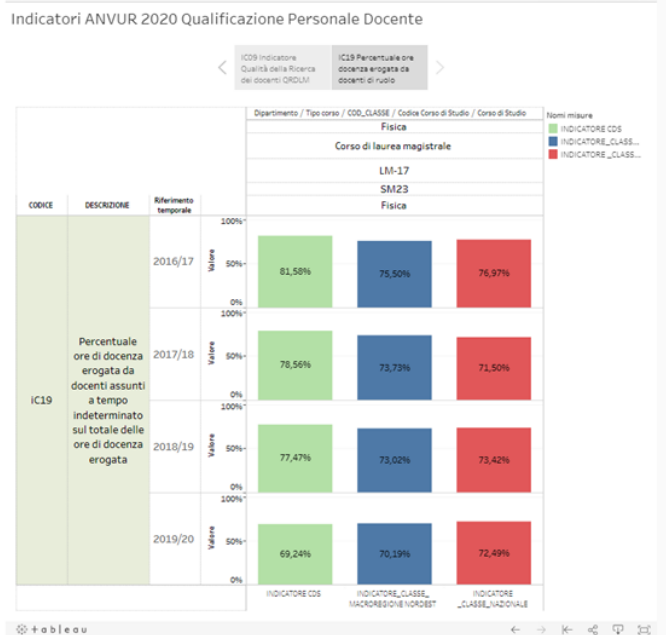 Indicatori ANVUR 2020 Qualificazione Personale Docente
IC09 Indicatore
Qualità della Ricerca
dei docenti QRDLM
IC19 Percentuale ore
docenza erogata da
docenti di ruolo
Dipartimento / Tipo corso / COD_CLASSE / Codice Corso di Studio / Corso di Studio
Fisica
Corso di laurea magistrale
LM-17
SM23
Fisica
Nomi misure
INDICATORE CDS
INDICATORE_CLASS...
INDICATORE _CLASS...
CODICE
DESCRIZIONE
Riferimento
temporale
iC19
Percentuale
ore di docenza
erogata da
docenti assunti
a tempo
indeterminato
sul totale delle
ore di docenza
erogata
2016/17
Valore
100%
50%
0%
81,58%
75,50%
76,97%
2017/18
Valore
100%
50%
0%
78,56%
73,73%
71,50%
2018/19
Valore
100%
50%
0%
77,47%
73,02%
73,42%
2019/20
Valore
100%
50%
0%
69,24%
70,19%
72,49%
INDICATORE CDS
INDICATORE_CLASSE_
MACROREGIONE NORDEST
INDICATORE
_CLASSE_NAZIONALE
+ableau